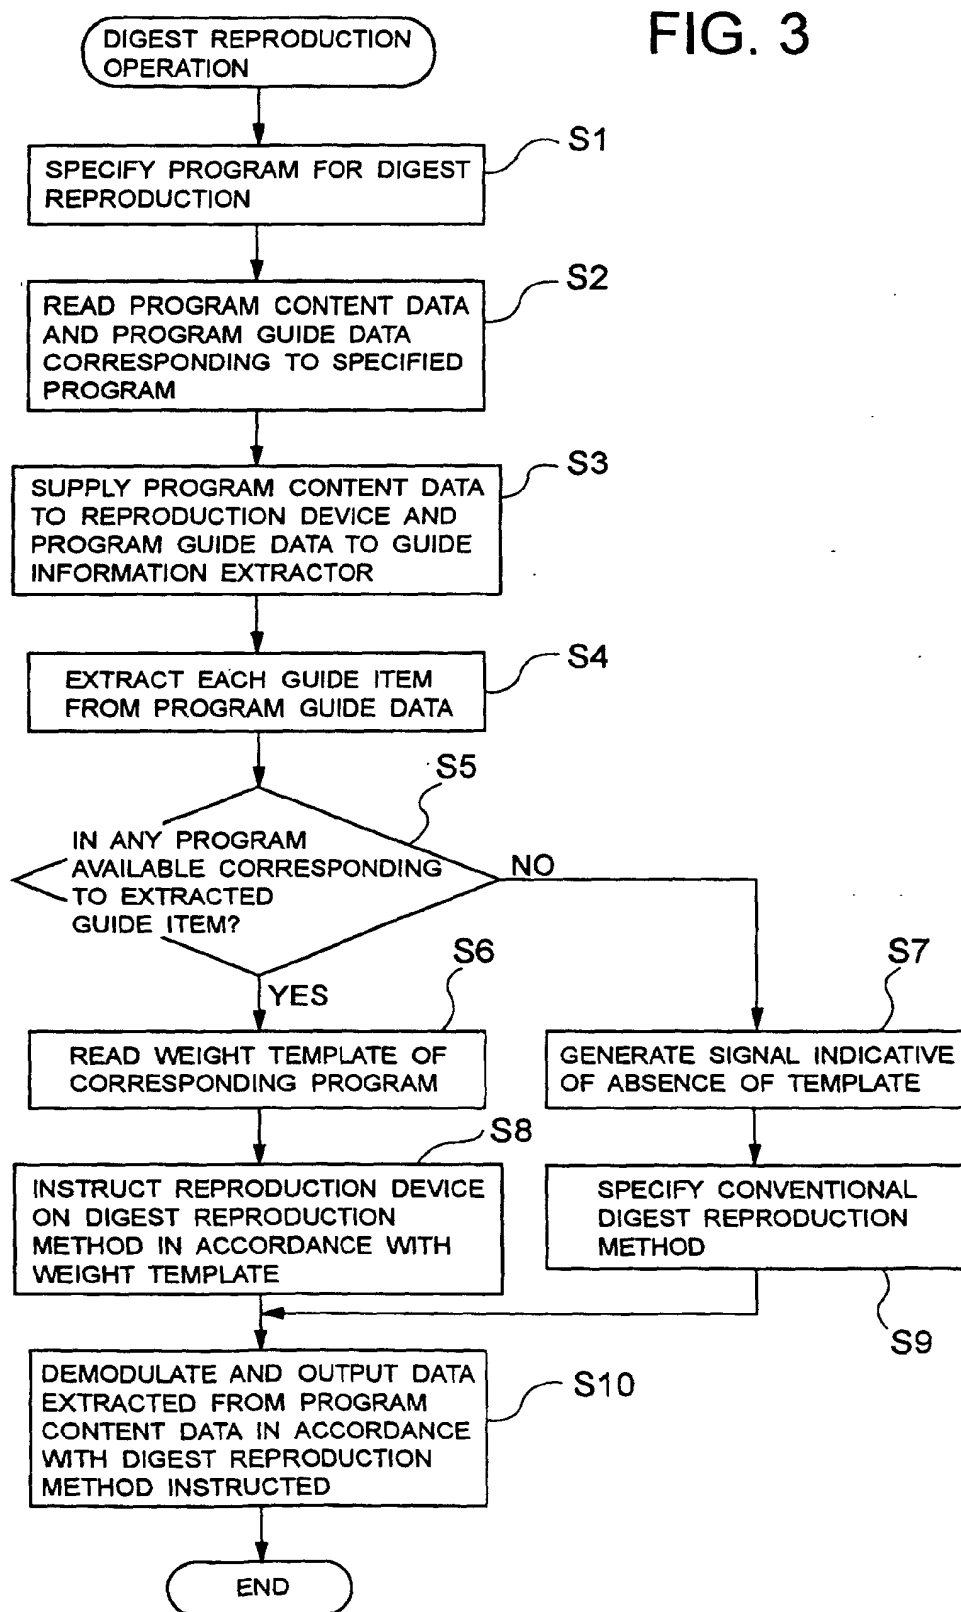 FIG. 3
DIGEST REPRODUCTION
OPERATION
S1
SPECIFY PROGRAM FOR DIGEST
REPRODUCTION
S2
READ PROGRAM CONTENT DATA
AND PROGRAM GUIDE DATA
CORRESPONDING TO SPECIFIED
PROGRAM
S3
SUPPLY PROGRAM CONTENT DATA
TO REPRODUCTION DEVICE AND
PROGRAM GUIDE DATA TO GUIDE
INFORMATION EXTRACTOR
S4
EXTRACT EACH GUIDE ITEM
FROM PROGRAM GUIDE DATA
S5
IN ANY PROGRAM
AVAILABLE CORRESPONDING
TO EXTRACTED
GUIDE ITEM?
NO
YES
S6
READ WEIGHT TEMPLATE OF
CORRESPONDING PROGRAM
S7
GENERATE SIGNAL INDICATIVE
OF ABSENCE OF TEMPLATE
S8
INSTRUCT REPRODUCTION DEVICE
ON DIGEST REPRODUCTION
METHOD IN ACCORDANCE WITH
WEIGHT TEMPLATE
SPECIFY CONVENTIONAL
DIGEST REPRODUCTION
METHOD
S9
DEMODULATE AND OUTPUT DATA
EXTRACTED FROM PROGRAM
CONTENT DATA IN ACCORDANCE
WITH DIGEST REPRODUCTION
METHOD INSTRUCTED
S10
END